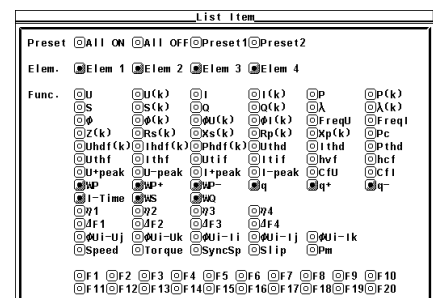 List Item
Preset All ON All OFF Preset1 Preset2
Elem. Elem 1 Elem 2 Elem 3 Elem 4
Func. U U(k) I I(k) P P(k)
S S(k) Q Q(k) λ λ(k)
φ φ(k) φU(k) φI(k) FreqU FreqI
Z(k) Rs(k) Xs(k) Rp(k) Xp(k) Pc
Uhdf(k) Ihdf(k) Phdf(k) Uthd Ithd Pthd
Uthf Ithf Utif Itif hvf hcf
U+peak U-peak I+peak I-peak CfU CfI
WP WP+ WP- q q+ q-
I-Time WS WQ
η1 η2 η3 η4
ΔF1 ΔF2 ΔF3 ΔF4
φUi-Uj φUi-Uk φUi-Ii φUi-Ij φUi-Ik
Speed Torque SyncSp Slip Pm
F1 F2 F3 F4 F5 F6 F7 F8 F9 F10
F11 F12 F13 F14 F15 F16 F17 F18 F19 F20